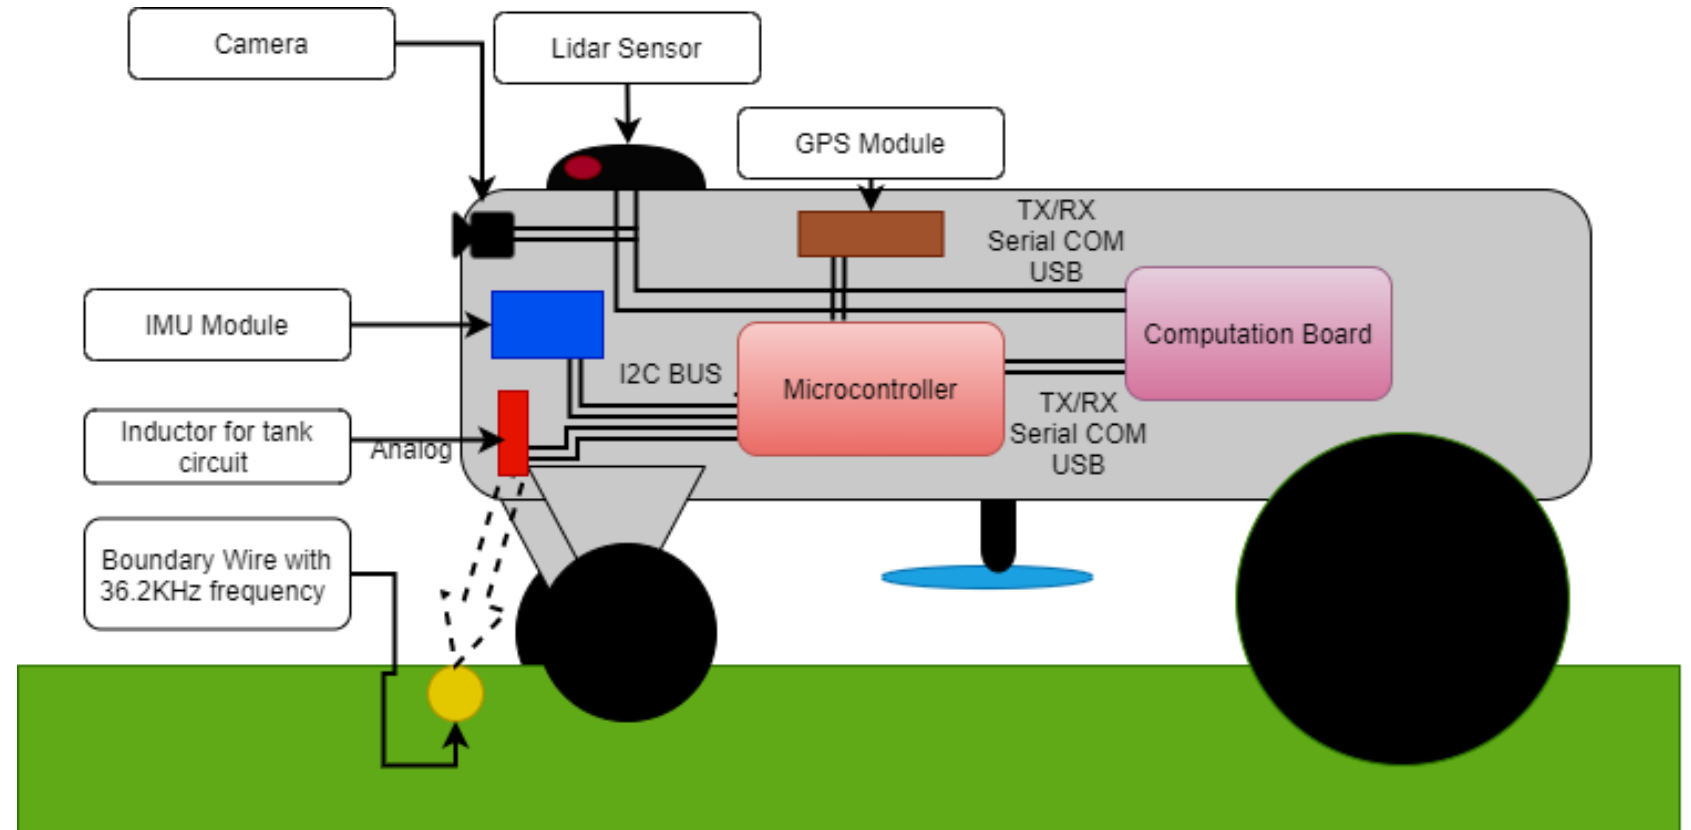 Camera
Lidar Sensor
GPS Module
TX/RX
Serial COM
USB
IMU Module
Computation Board
I2C BUS
Microcontroller
TX/RX
Serial COM
USB
Inductor for tank
circuit
Analog
Boundary Wire with
36.2KHz frequency